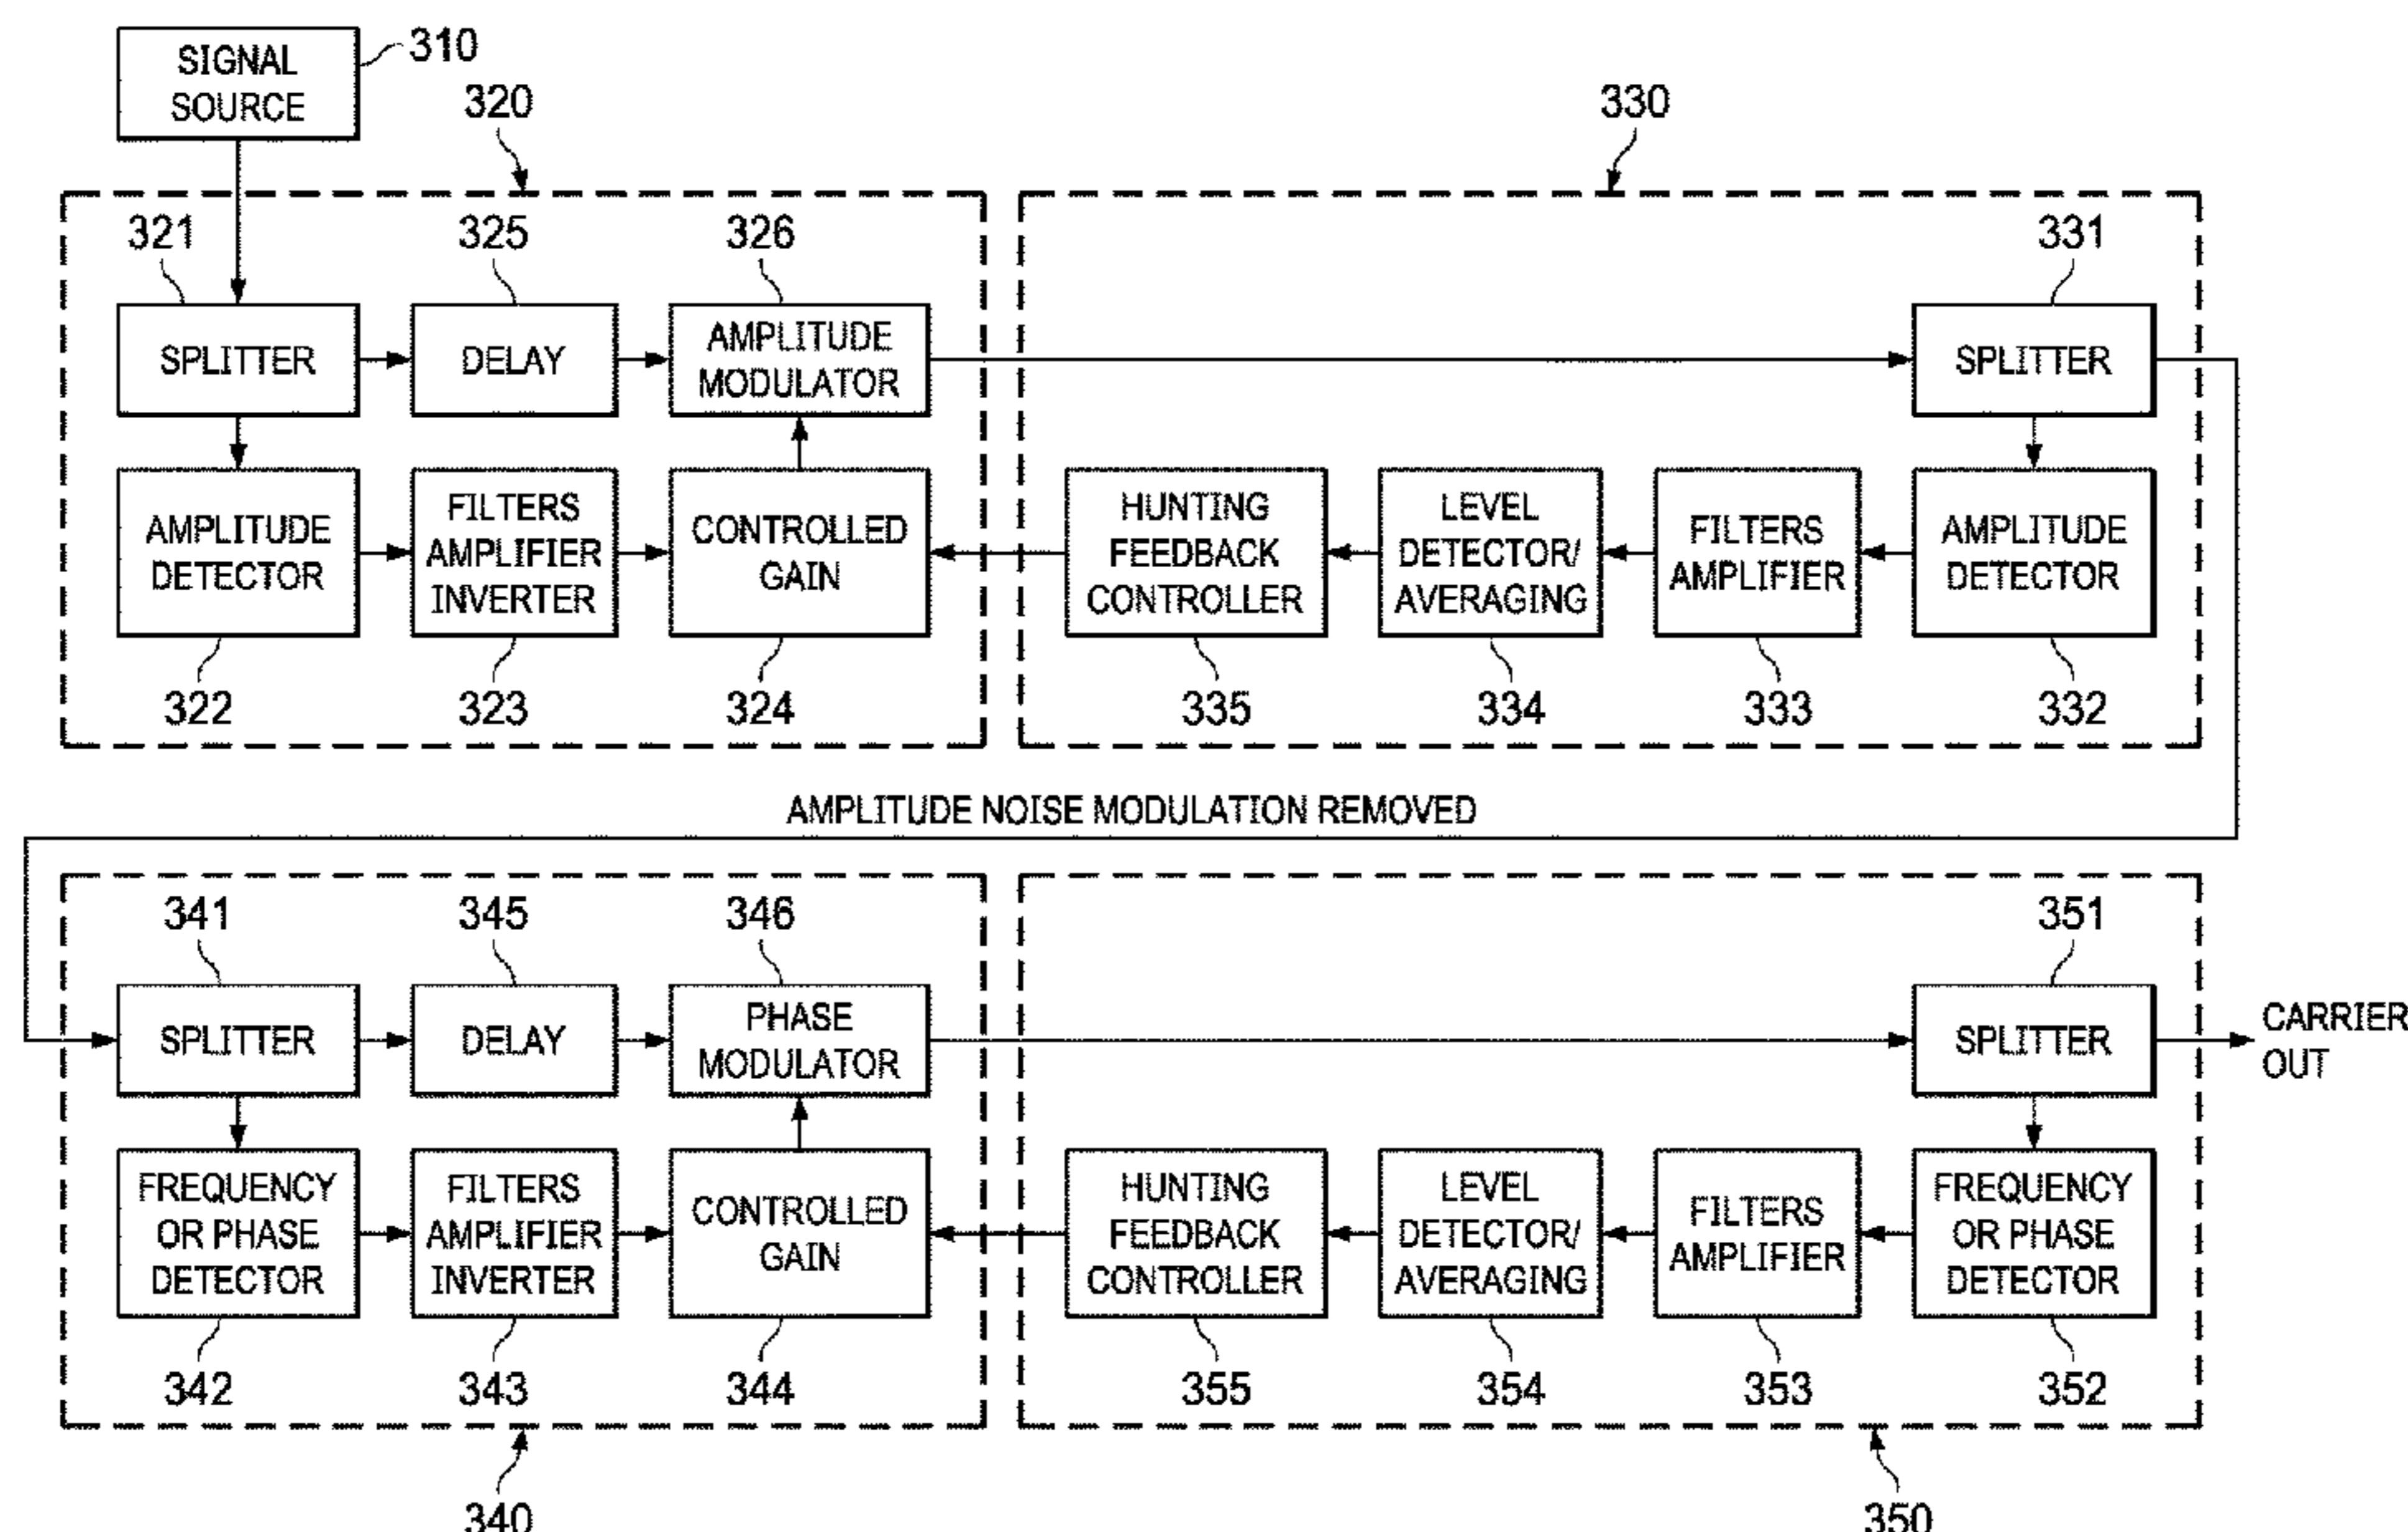 SIGNAL
SOURCE
310
320
330
321
325
326
331
SPLITTER
DELAY
AMPLITUDE
MODULATOR
SPLITTER
AMPLITUDE
DETECTOR
FILTERS
AMPLIFIER
INVERTER
CONTROLLED
GAIN
HUNTING
FEEDBACK
CONTROLLER
LEVEL
DETECTOR/
AVERAGING
FILTERS
AMPLIFIER
AMPLITUDE
DETECTOR
322
323
324
335
334
333
332
AMPLITUDE NOISE MODULATION REMOVED
341
345
346
351
SPLITTER
DELAY
PHASE
MODULATOR
SPLITTER
CARRIER
OUT
FREQUENCY
OR PHASE
DETECTOR
FILTERS
AMPLIFIER
INVERTER
CONTROLLED
GAIN
HUNTING
FEEDBACK
CONTROLLER
LEVEL
DETECTOR/
AVERAGING
FILTERS
AMPLIFIER
FREQUENCY
OR PHASE
DETECTOR
342
343
344
355
354
353
352
340
350